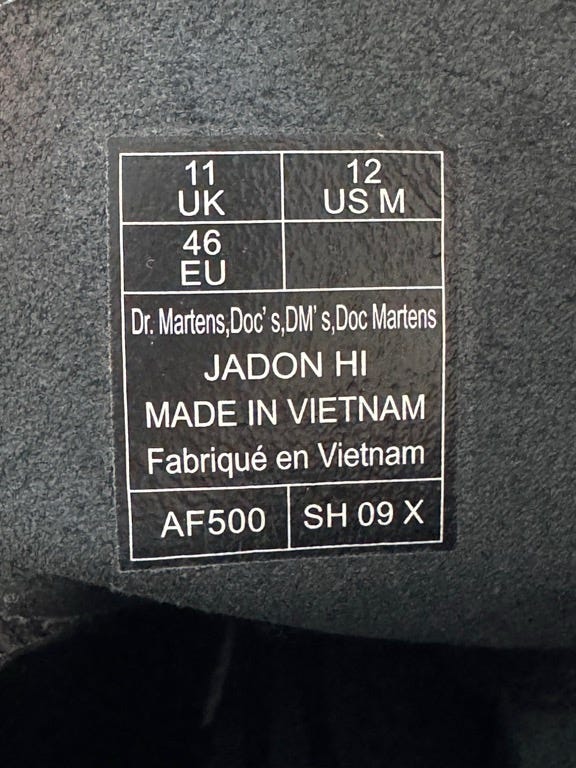 11
UK
12
US M
46
EU
Dr. Martens,Doc's,DM's,Doc Martens
JADON HI
MADE IN VIETNAM
Fabriqué en Vietnam
AF500
SH 09 X